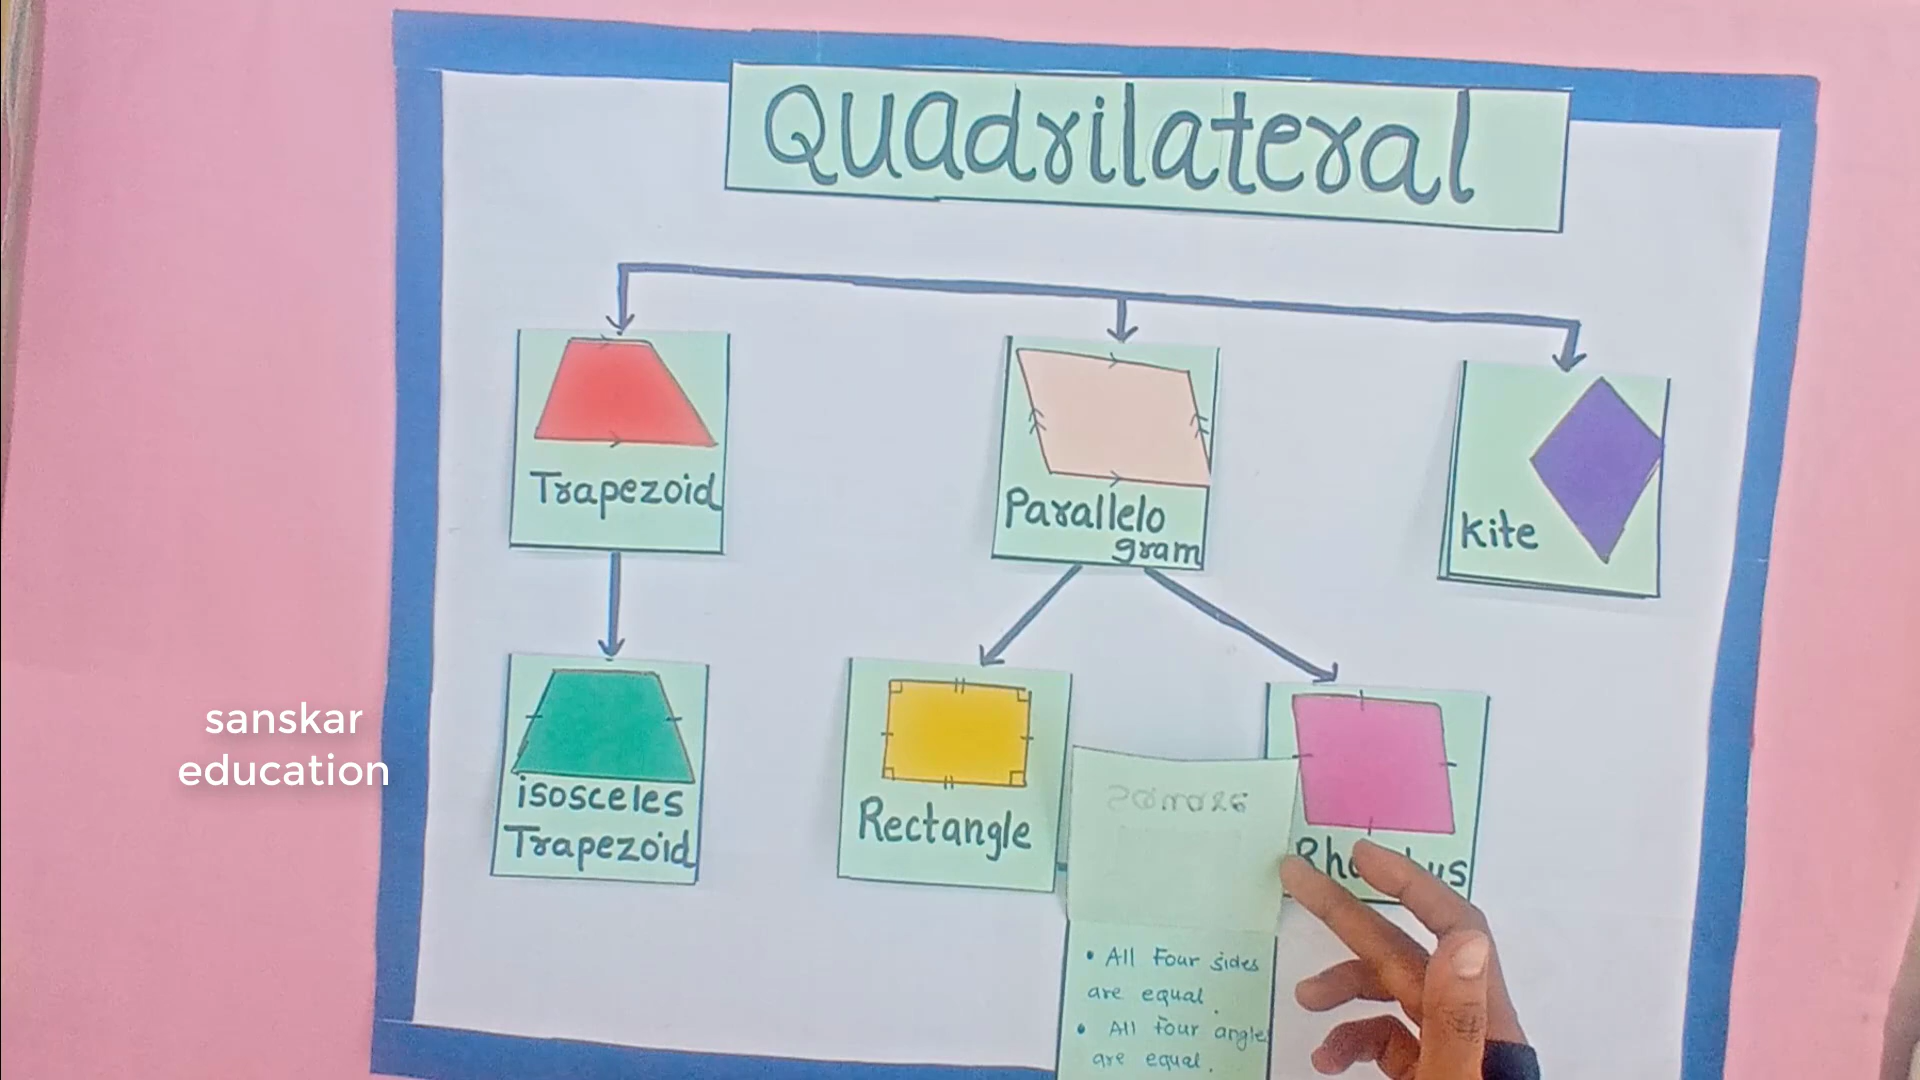 Quadrilateral
Trapezoid
Parallelo
gram
Kite
isosceles
Trapezoid
Rectangle
• All Four sides
are equal.
• All four angle
are equal.
sanskar
education